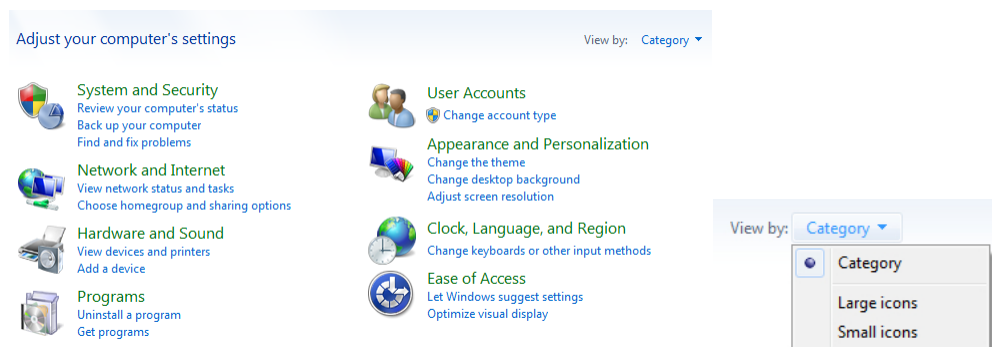 Adjust your computer's settings
View by: Category
System and Security
Review your computer's status
Back up your computer
Find and fix problems
Network and Internet
View network status and tasks
Choose homegroup and sharing options
Hardware and Sound
View devices and printers
Add a device
Programs
Uninstall a program
Get programs
User Accounts
Change account type
Appearance and Personalization
Change the theme
Change desktop background
Adjust screen resolution
Clock, Language, and Region
Change keyboards or other input methods
Ease of Access
Let Windows suggest settings
Optimize visual display
View by: Category
Category
Large icons
Small icons